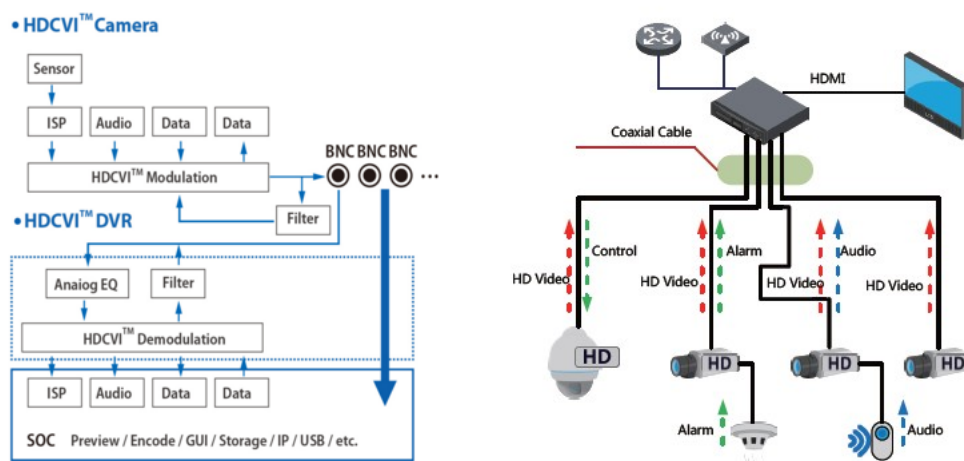 • HDCVI™ Camera
Sensor
ISP Audio Data Data
HDCVI™ Modulation
BNC BNC BNC
...
Filter
• HDCVI™ DVR
Anaiog EQ Filter
HDCVI™ Demodulation
ISP Audio Data Data
SOC Preview / Encode / GUI / Storage / IP / USB / etc.
HDMI
Coaxial Cable
Control
Alarm
Audio
HD Video
HD Video
HD Video
HD Video
HD
HD
HD
HD
Alarm
Audio